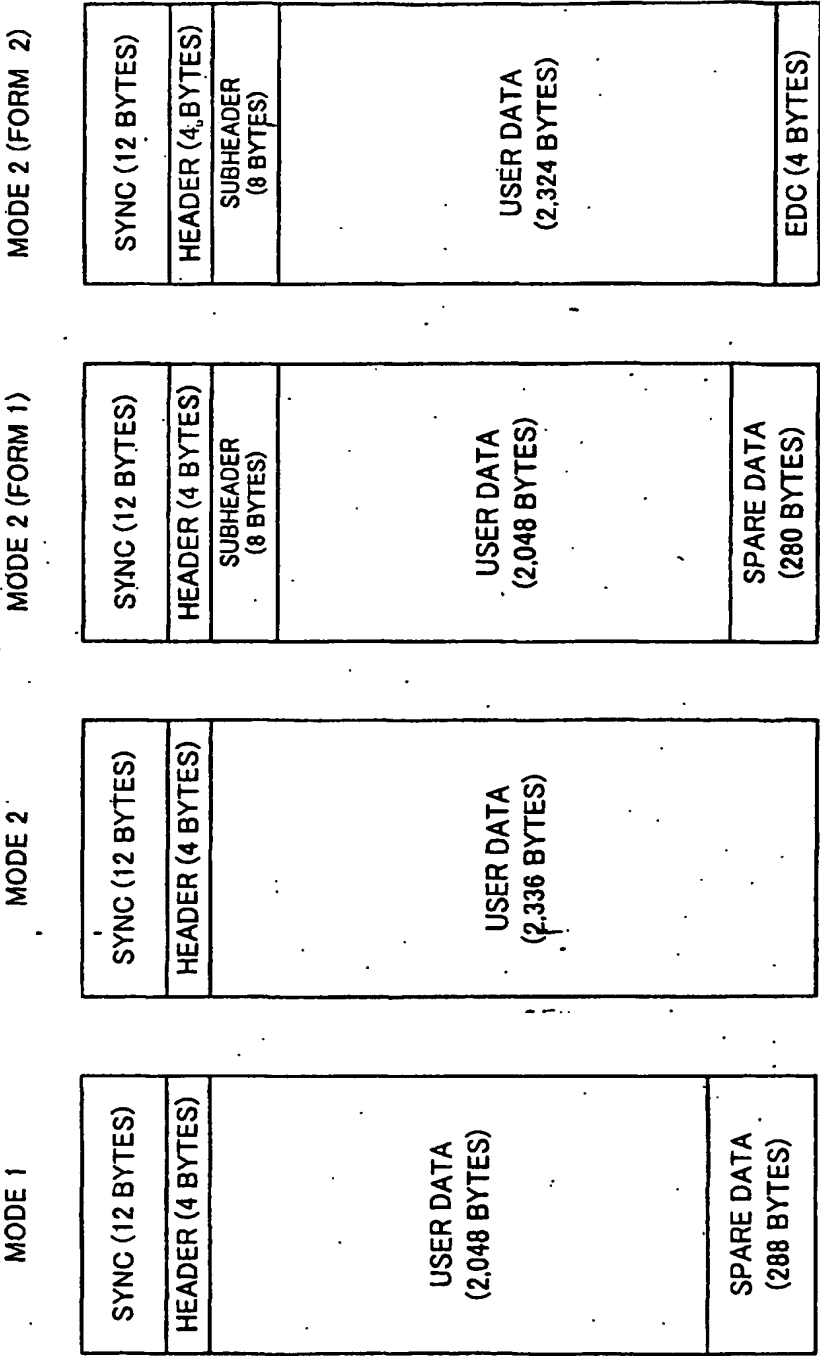 MODE 1
SYNC (12 BYTES)
HEADER (4 BYTES)
USER DATA
(2,048 BYTES)
SPARE DATA
(288 BYTES)
MODE 2
SYNC (12 BYTES)
HEADER (4 BYTES)
USER DATA
(2,336 BYTES)
MODE 2 (FORM 1)
SYNC (12 BYTES)
HEADER (4 BYTES)
SUBHEADER
(8 BYTES)
USER DATA
(2,048 BYTES)
SPARE DATA
(280 BYTES)
MODE 2 (FORM 2)
SYNC (12 BYTES)
HEADER (4 BYTES)
SUBHEADER
(8 BYTES)
USER DATA
(2,324 BYTES)
EDC (4 BYTES)